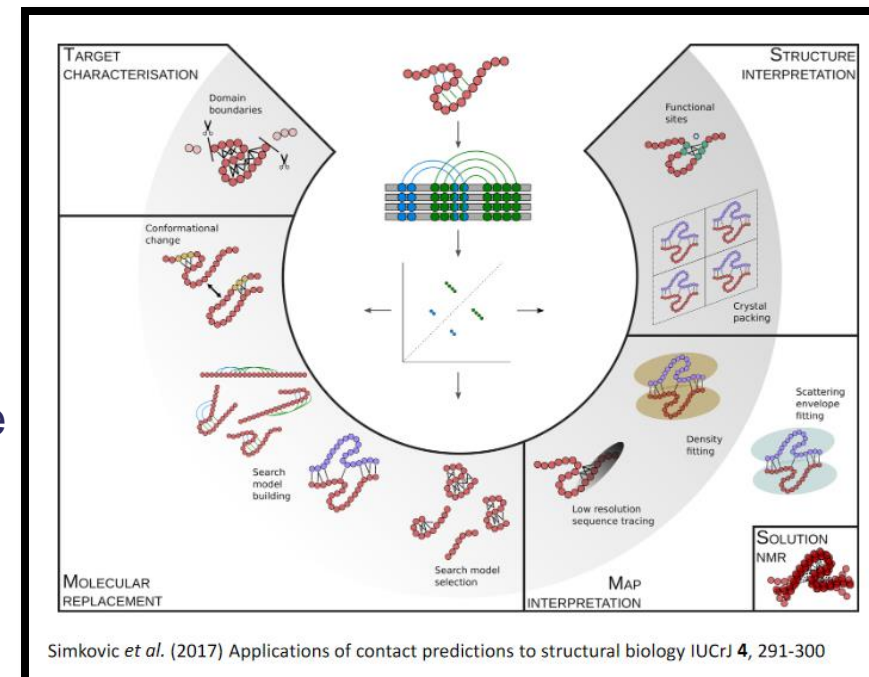 TARGET
CHARACTERISATION
Domain
boundaries
STRUCTURE
INTERPRETATION
Functional
sites
Crystal
packing
Conformational
change
Search
model
building
Search model
selection
MOLECULAR
REPLACEMENT
Density
fitting
Scattering
envelope
fitting
Low resolution
sequence tracing
MAP
INTERPRETATION
SOLUTION
NMR
e
Simkovic et al. (2017) Applications of contact predictions to structural biology IUCrJ 4, 291-300